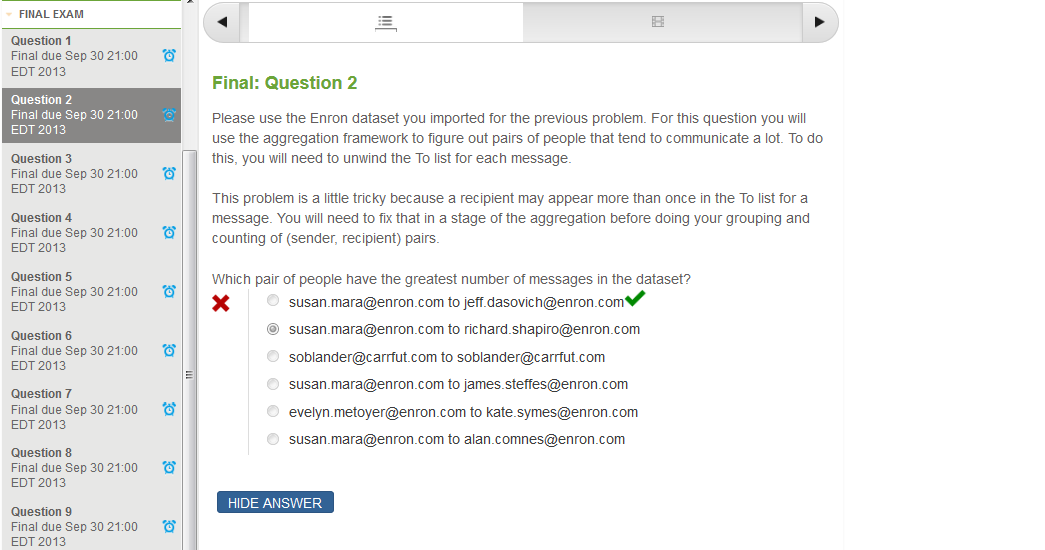 FINAL EXAM
Question 1
Final due Sep 30 21:00
EDT 2013
Question 2
Final due Sep 30 21:00
EDT 2013
Question 3
Final due Sep 30 21:00
EDT 2013
Question 4
Final due Sep 30 21:00
EDT 2013
Question 5
Final due Sep 30 21:00
EDT 2013
Question 6
Final due Sep 30 21:00
EDT 2013
Question 7
Final due Sep 30 21:00
EDT 2013
Question 8
Final due Sep 30 21:00
EDT 2013
Question 9
Final due Sep 30 21:00
EDT 2013
Final: Question 2
Please use the Enron dataset you imported for the previous problem. For this question you will
use the aggregation framework to figure out pairs of people that tend to communicate a lot. To do
this, you will need to unwind the To list for each message.
This problem is a little tricky because a recipient may appear more than once in the To list for a
message. You will need to fix that in a stage of the aggregation before doing your grouping and
counting of (sender, recipient) pairs.
Which pair of people have the greatest number of messages in the dataset?
susan.mara@enron.com to jeff.dasovich@enron.com
susan.mara@enron.com to richard.shapiro@enron.com
soblander@carrfut.com to soblander@carrfut.com
susan.mara@enron.com to james.steffes@enron.com
evelyn.metoyer@enron.com to kate.symes@enron.com
susan.mara@enron.com to alan.comnes@enron.com
HIDE ANSWER